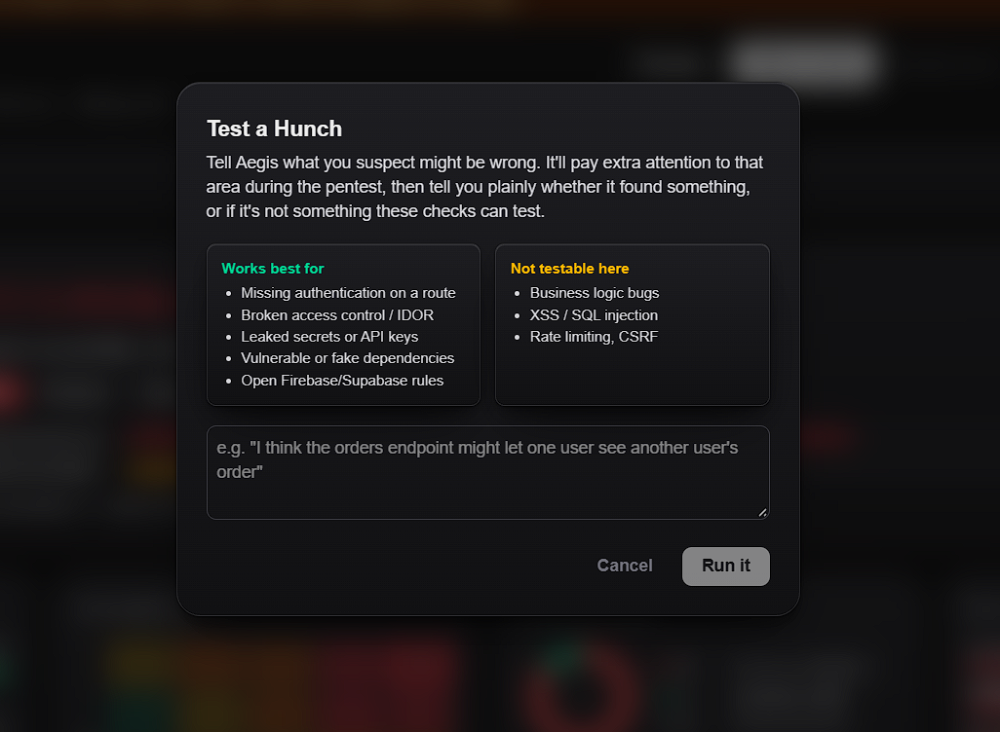 Test a Hunch
Tell Aegis what you suspect might be wrong. It'll pay extra attention to that
area during the pentest, then tell you plainly whether it found something,
or if it's not something these checks can test.
Works best for
• Missing authentication on a route
• Broken access control / IDOR
• Leaked secrets or API keys
• Vulnerable or fake dependencies
• Open Firebase/Supabase rules
Not testable here
• Business logic bugs
• XSS / SQL injection
• Rate limiting, CSRF
e.g. "I think the orders endpoint might let one user see another user's
order"
Cancel
Run it